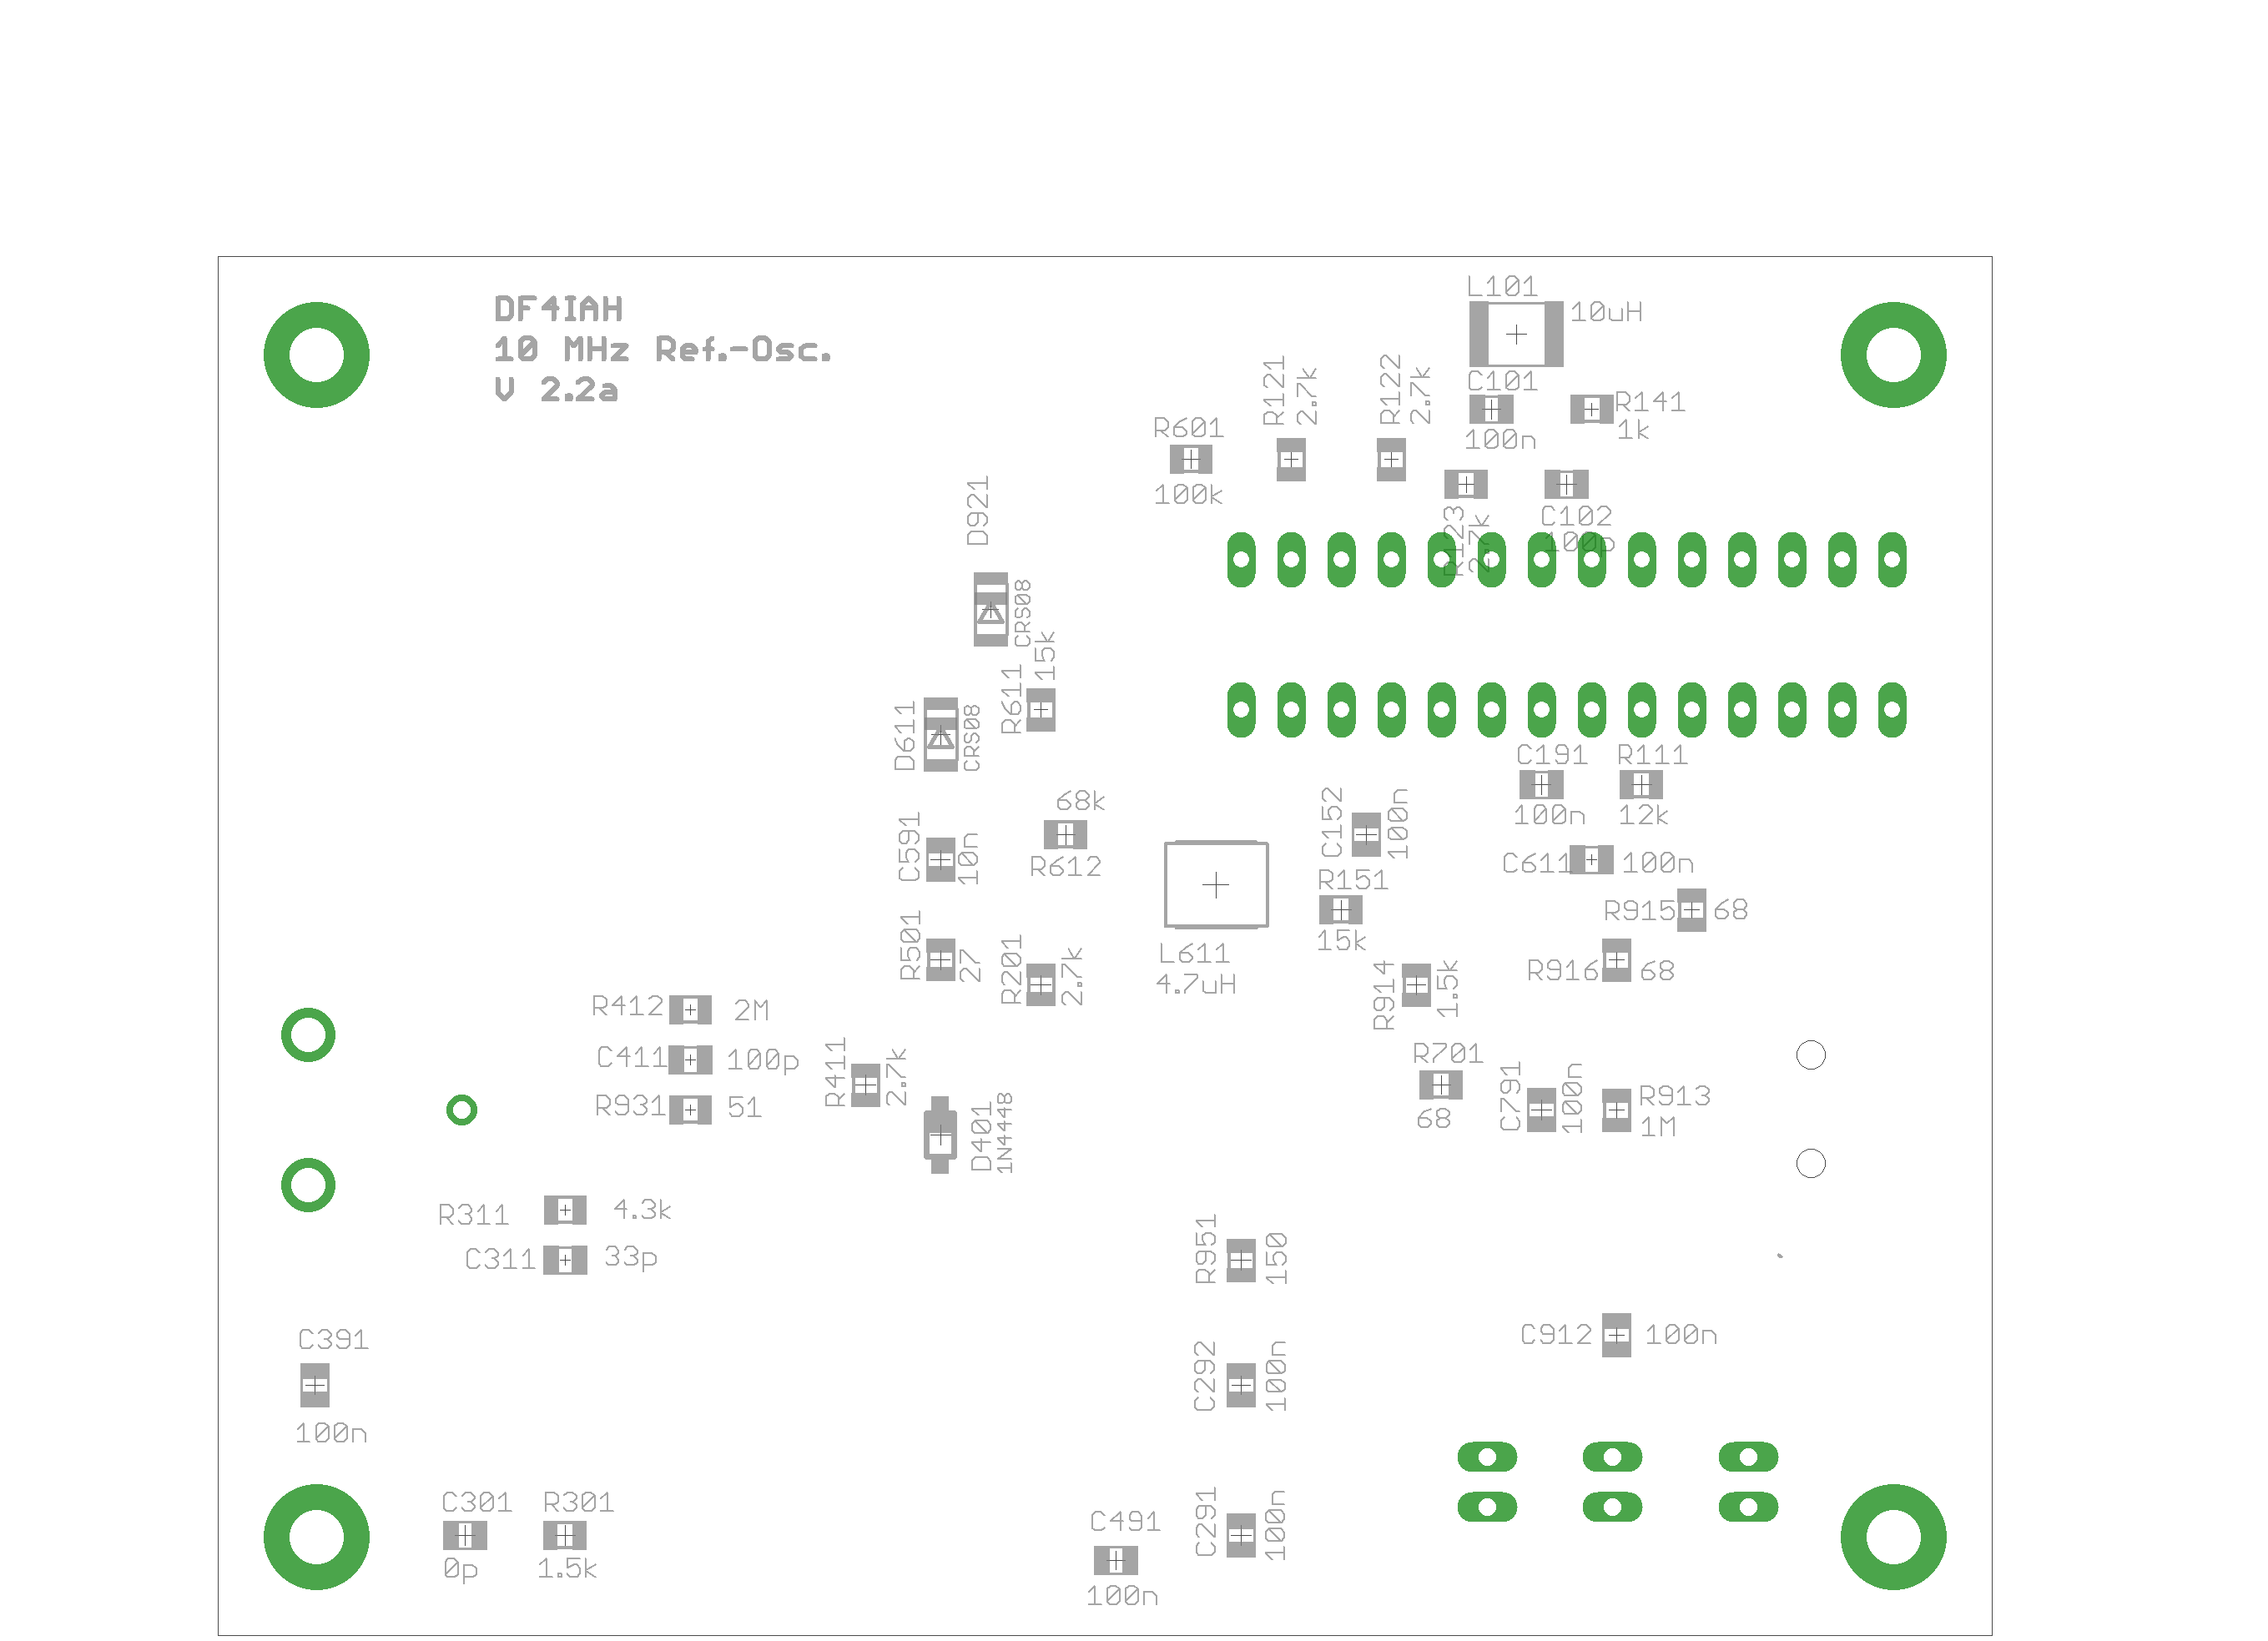 DF4IAH
10 MHz Ref.-Osc.
V 2.2a
L101
10uH
C101
100n
R141
1k
R121
2.7k
R122
2.7k
R601
100k
R123
2.7k
C102
100p
D921
CRS08
R611
15k
D611
CRS08
C191
100n
R111
12k
C591
10n
68k
R612
C152
100n
C611
100n
R151
15k
R915
68
R501
27
R201
2.7k
L611
4.7uH
R914
1.5k
R916
68
R412
2M
C411
100p
R931
51
R411
2.7k
D401
1N4448
R701
68
C791
100n
R913
1M
R311
4.3k
C311
33p
R951
150
C391
100n
C292
100n
C912
100n
C301
0p
R301
1.5k
C491
100n
C291
100n